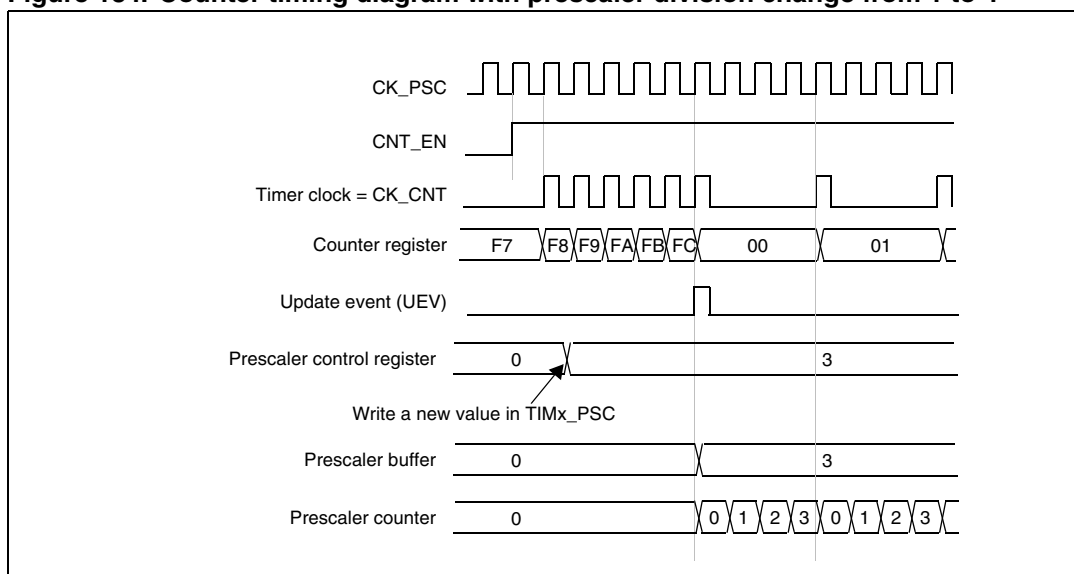 CK_PSC
CNT_EN
Timer clock = CK_CNT
Counter register F7 F8 F9 FA FB FC 00 01
Update event (UEV)
Prescaler control register 0 3
Write a new value in TIMx_PSC
Prescaler buffer 0 3
Prescaler counter 0 0 1 2 3 0 1 2 3